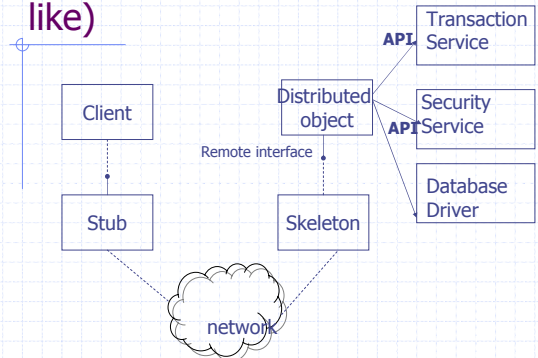 like)
Transaction
API Service
Client
Distributed
object
Security
API Service
Remote interface
Database
Driver
Stub
Skeleton
network